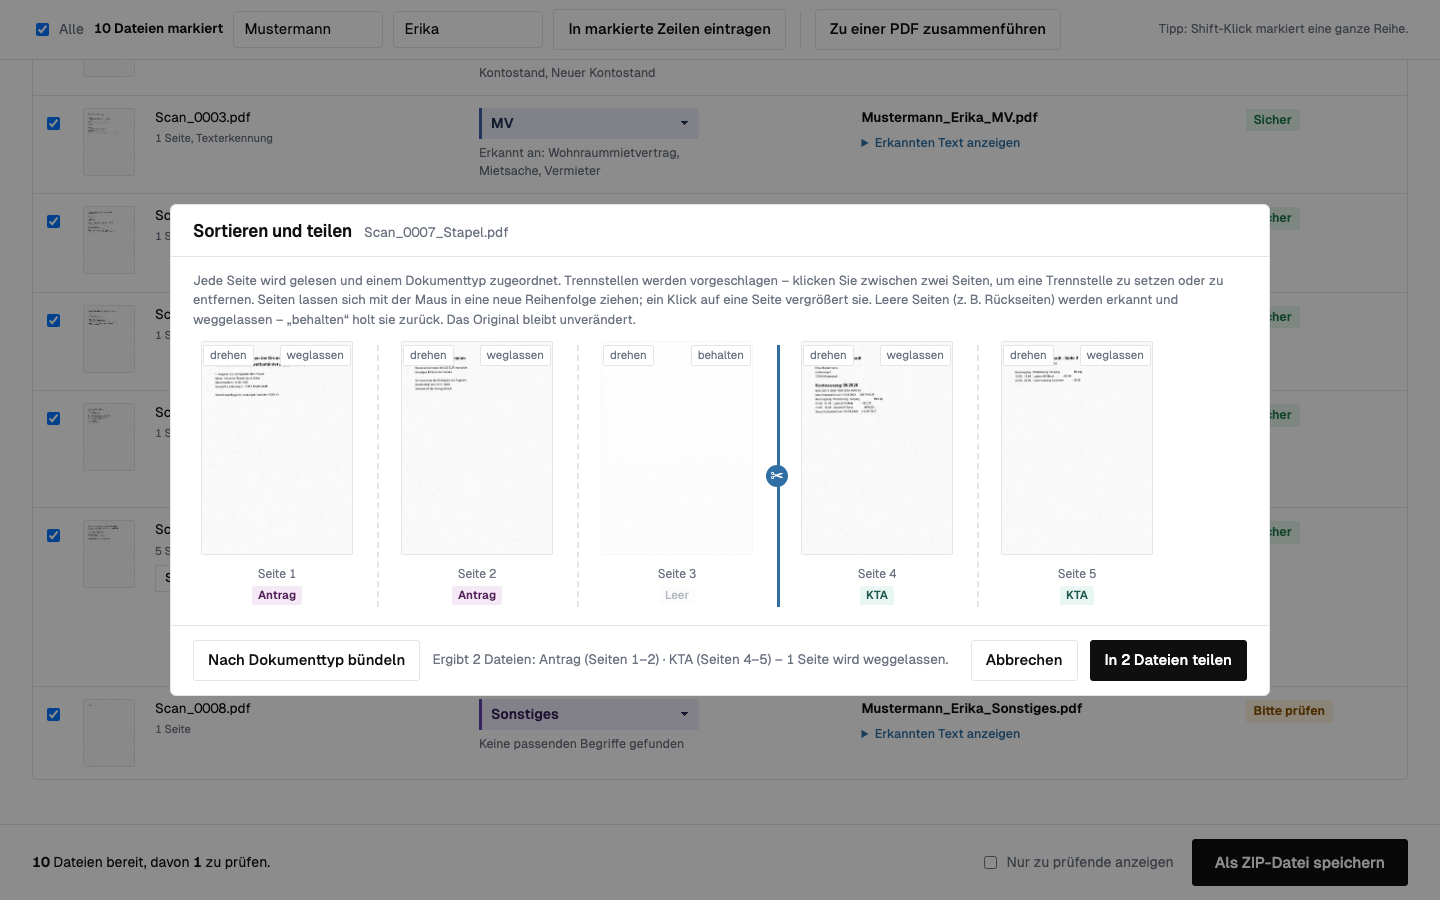 Alle 10 Dateien markiert Mustermann Erika In markierte Zeilen eintragen Zu einer PDF zusammenführen Tipp: Shift-Klick markiert eine ganze Reihe.
Kontostand, Neuer Kontostand
Scan_0003.pdf MV Mustermann_Erika_MV.pdf Sicher
1 Seite, Texterkennung Erkannt an: Wohnraummietvertrag, ▶ Erkannten Text anzeigen
Mietsache, Vermieter
Sortieren und teilen Scan_0007_Stapel.pdf
Jede Seite wird gelesen und einem Dokumenttyp zugeordnet. Trennstellen werden vorgeschlagen – klicken Sie zwischen zwei Seiten, um eine Trennstelle zu setzen oder zu
entfernen. Seiten lassen sich mit der Maus in eine neue Reihenfolge ziehen; ein Klick auf eine Seite vergrößert sie. Leere Seiten (z. B. Rückseiten) werden erkannt und
weggelassen – „behalten“ holt sie zurück. Das Original bleibt unverändert.
drehen weglassen drehen weglassen drehen behalten drehen weglassen drehen weglassen
Seite 1 Seite 2 Seite 3 Seite 4 Seite 5
Antrag Antrag Leer KTA KTA
Nach Dokumenttyp bündeln Ergibt 2 Dateien: Antrag (Seiten 1–2) · KTA (Seiten 4–5) – 1 Seite wird weggelassen. Abbrechen In 2 Dateien teilen
Scan_0008.pdf Sonstiges Mustermann_Erika_Sonstiges.pdf Bitte prüfen
1 Seite Keine passenden Begriffe gefunden ▶ Erkannten Text anzeigen
10 Dateien bereit, davon 1 zu prüfen. Nur zu prüfende anzeigen Als ZIP-Datei speichern